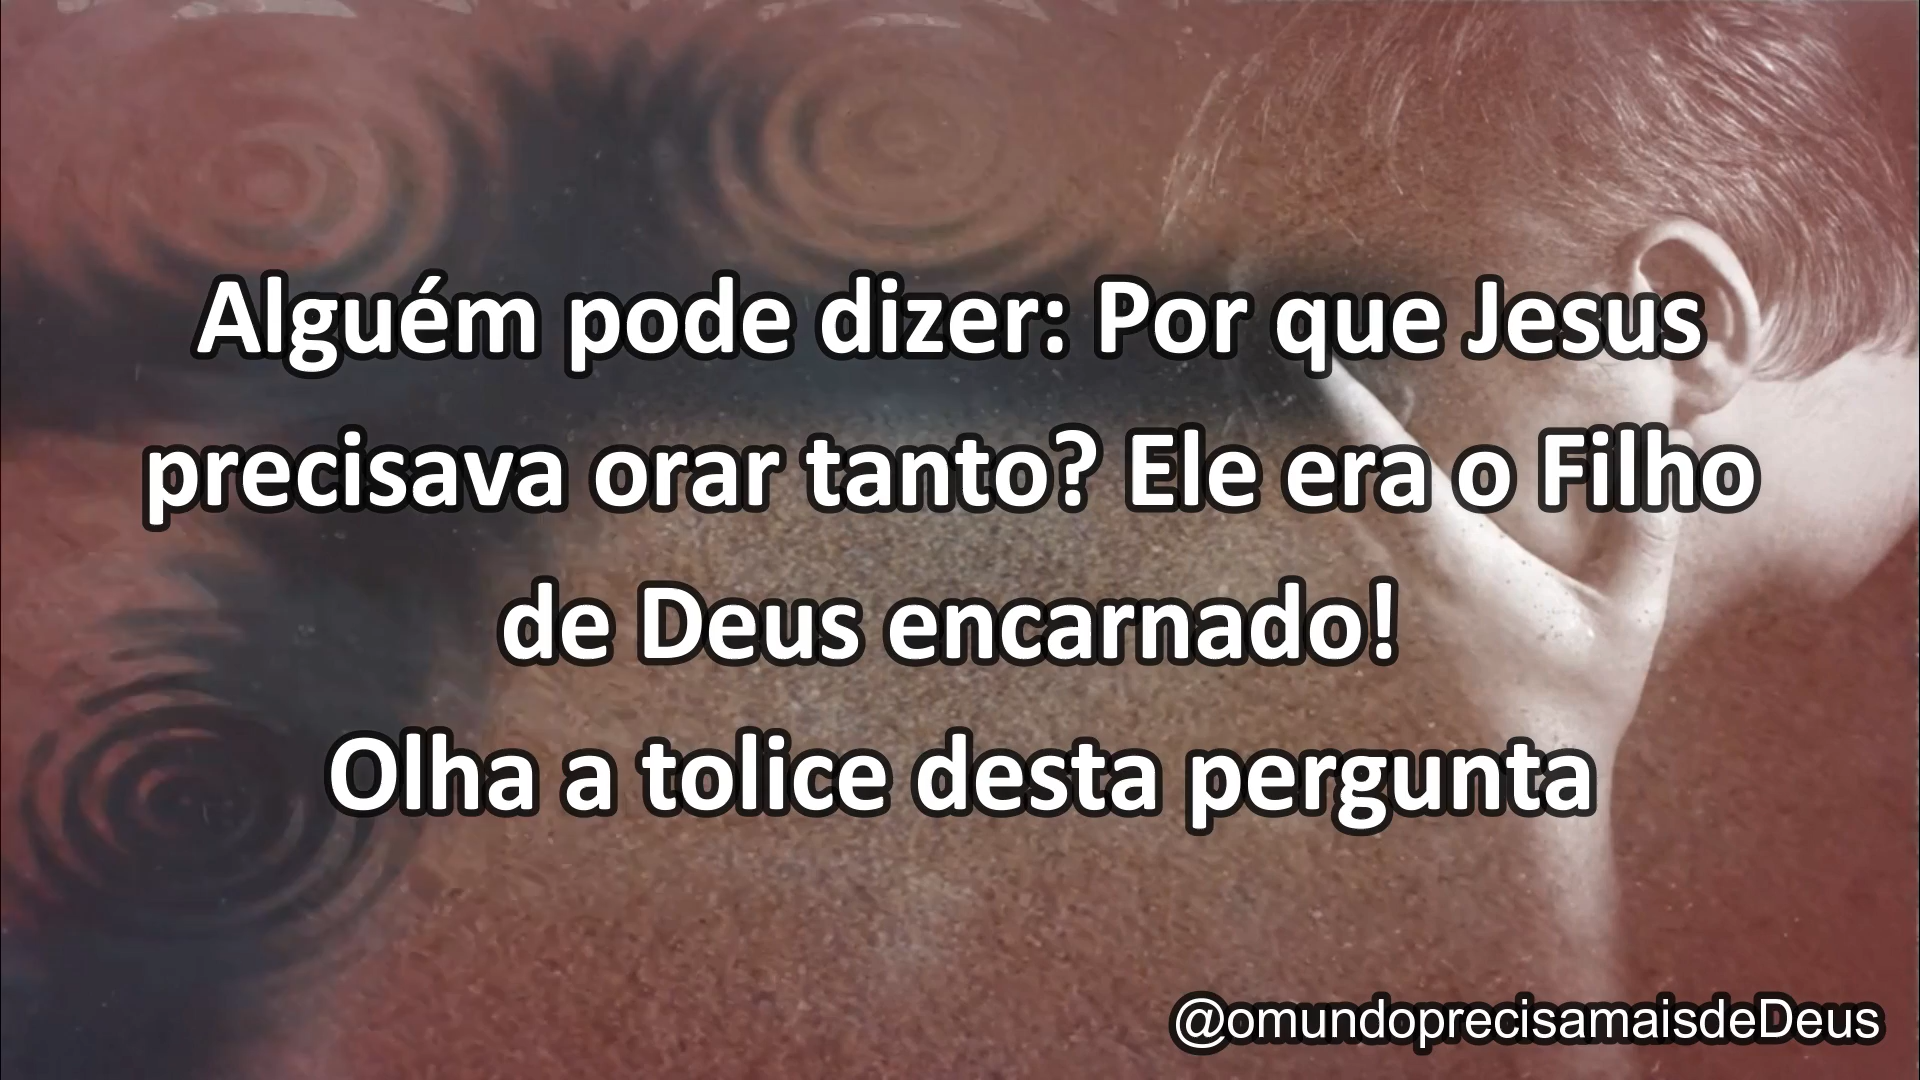 Alguém pode dizer: Por que Jesus
precisava orar tanto? Ele era o Filho
de Deus encarnado!
Olha a tolice desta pergunta
@omundoprecisamaisdeDeus